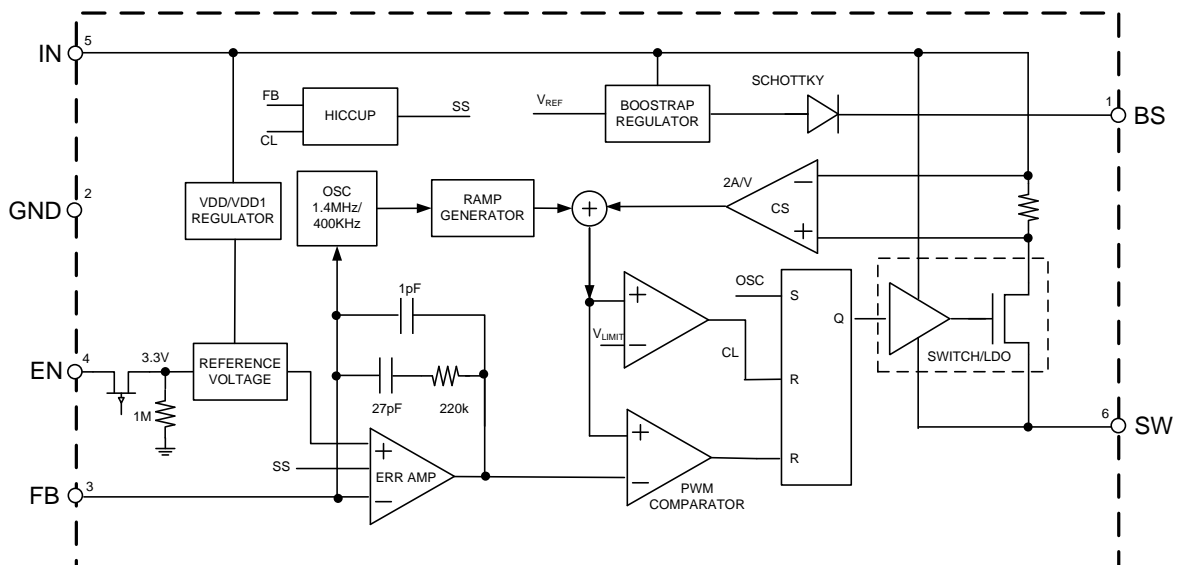 IN
5
SCHOTTKY
FB
CL
HICCUP
SS
VREF
BOOSTRAP
REGULATOR
1
BS
GND
2
VDD/VDD1
REGULATOR
OSC
1.4MHz/
400KHz
RAMP
GENERATOR
+
2A/V
−
CS
+
1pF
OSC
S
+
VLIMIT
−
CL
Q
R
SWITCH/LDO
EN
4
3.3V
REFERENCE
VOLTAGE
1M
27pF
220k
6
SW
+
SS
ERR AMP
−
+
−
R
PWM
COMPARATOR
FB
3